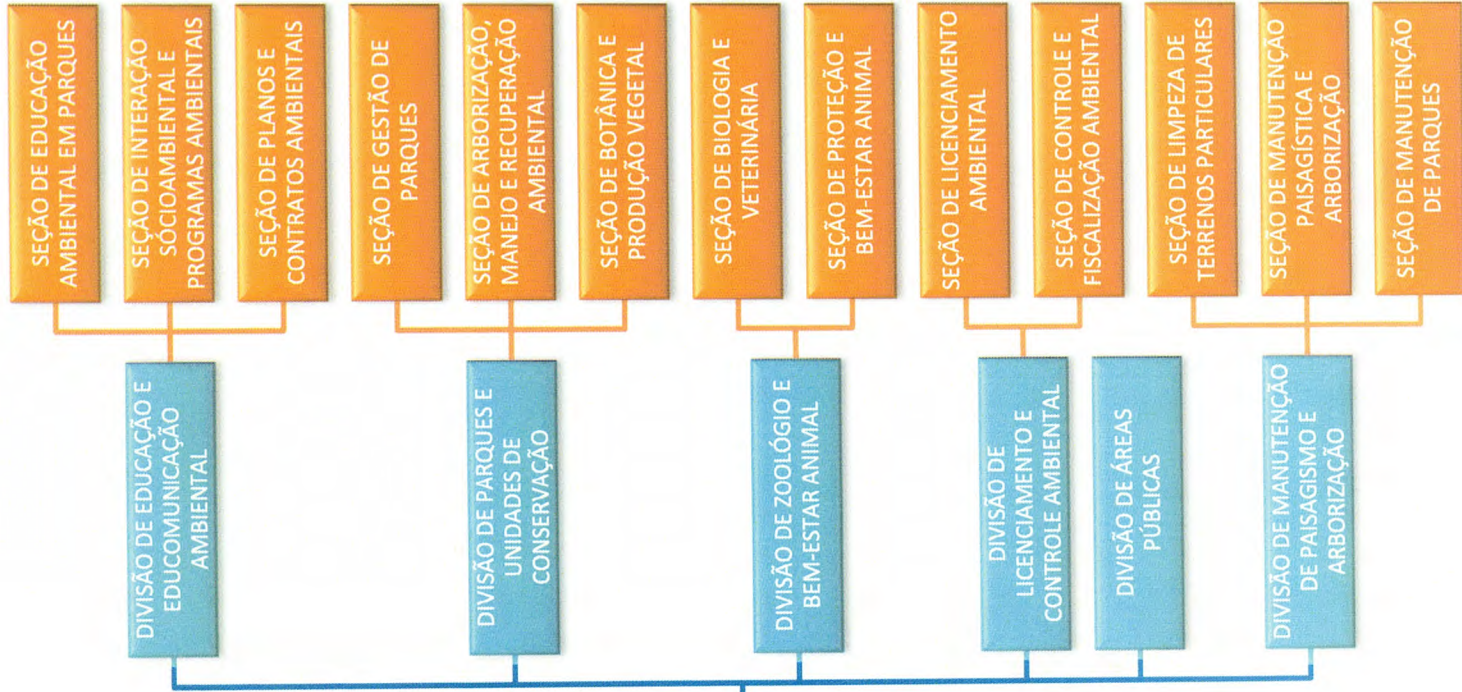 SEÇÃO DE EDUCAÇÃO
AMBIENTAL EM PARQUES
SEÇÃO DE INTERAÇÃO
SÓCIOAMBIENTAL E
PROGRAMAS AMBIENTAIS
SEÇÃO DE PLANOS E
CONTRATOS AMBIENTAIS
SEÇÃO DE GESTÃO DE
PARQUES
SEÇÃO DE ARBORIZAÇÃO,
MANEJO E RECUPERAÇÃO
AMBIENTAL
SEÇÃO DE BOTÂNICA E
PRODUÇÃO VEGETAL
SEÇÃO DE BIOLOGIA E
VETERINÁRIA
SEÇÃO DE PROTEÇÃO E
BEM-ESTAR ANIMAL
SEÇÃO DE LICENCIAMENTO
AMBIENTAL
SEÇÃO DE CONTROLE E
FISCALIZAÇÃO AMBIENTAL
SEÇÃO DE LIMPEZA DE
TERRENOS PARTICULARES
SEÇÃO DE MANUTENÇÃO
PAISAGÍSTICA E
ARBORIZAÇÃO
SEÇÃO DE MANUTENÇÃO
DE PARQUES
DIVISÃO DE EDUCAÇÃO E
EDUCOMUNICAÇÃO
AMBIENTAL
DIVISÃO DE PARQUES E
UNIDADES DE
CONSERVAÇÃO
DIVISÃO DE ZOOLÓGIO E
BEM-ESTAR ANIMAL
DIVISÃO DE
LICENCIAMENTO E
CONTROLE AMBIENTAL
DIVISÃO DE ÁREAS
PÚBLICAS
DIVISÃO DE MANUTENÇÃO
DE PAISAGISMO E
ARBORIZAÇÃO